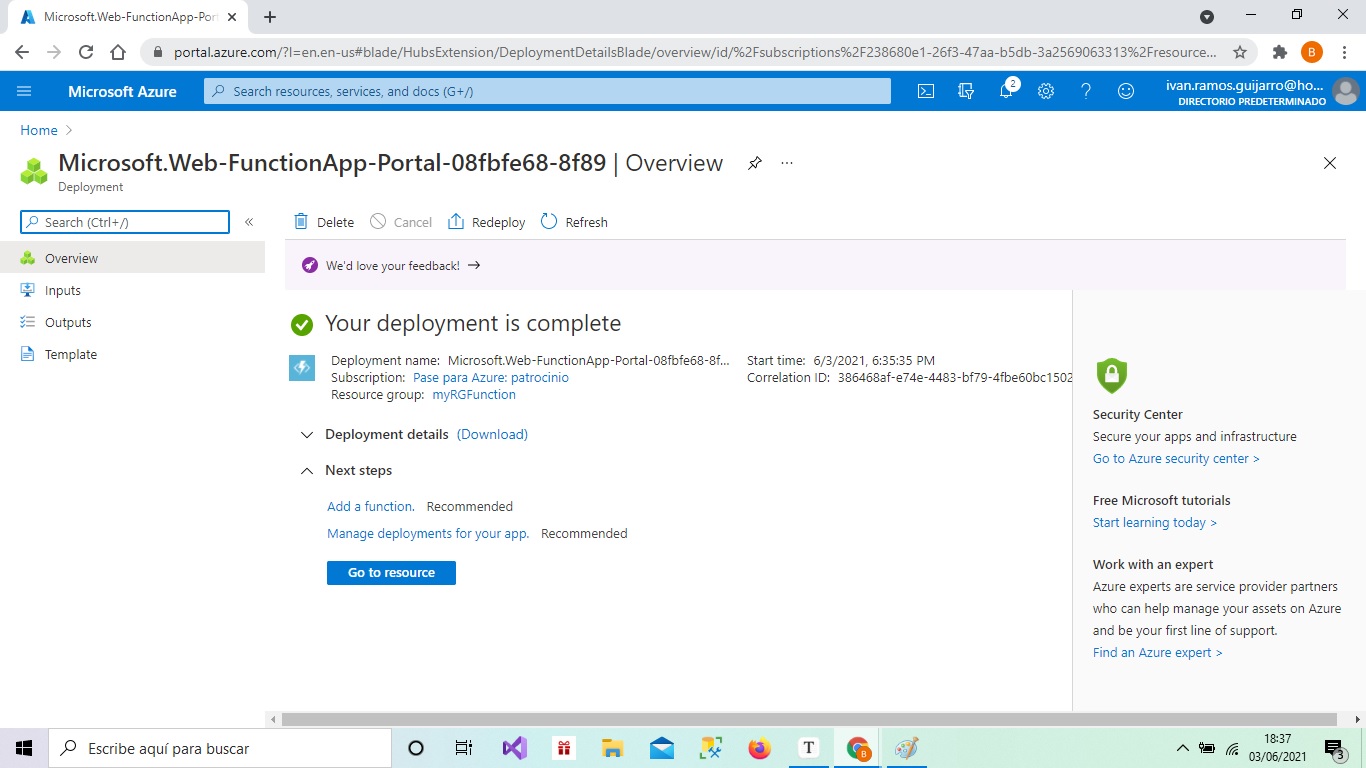 Microsoft.Web-FunctionApp-Port
portal.azure.com/?l=en.en-us#blade/HubsExtension/DeploymentDetailsBlade/overview/id/%2Fsubscriptions%2F238680e1-26f3-47aa-b5db-3a2569063313%2Fresource...
B
Microsoft Azure
Search resources, services, and docs (G+/)
2
ivan.ramos.guijarro@ho...
DIRECTORIO PREDETERMINADO
Home
Microsoft.Web-FunctionApp-Portal-08fbfe68-8f89 | Overview
Deployment
Search (Ctrl+/)
Delete
Cancel
Redeploy
Refresh
Overview
Inputs
Outputs
Template
We'd love your feedback!
Your deployment is complete
Deployment name: Microsoft.Web-FunctionApp-Portal-08fbfe68-8f...
Subscription: Pase para Azure: patrocinio
Resource group: myRGFunction
Start time: 6/3/2021, 6:35:35 PM
Correlation ID: 386468af-e74e-4483-bf79-4fbe60bc1502
Deployment details (Download)
Next steps
Add a function. Recommended
Manage deployments for your app. Recommended
Go to resource
Security Center
Secure your apps and infrastructure
Go to Azure security center >
Free Microsoft tutorials
Start learning today >
Work with an expert
Azure experts are service provider partners
who can help manage your assets on Azure
and be your first line of support.
Find an Azure expert >
Escribe aquí para buscar
T
B
18:37
03/06/2021
3